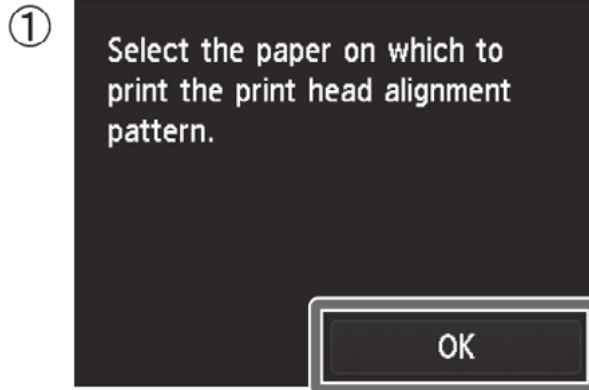 ①
Select the paper on which to
print the print head alignment
pattern.
OK